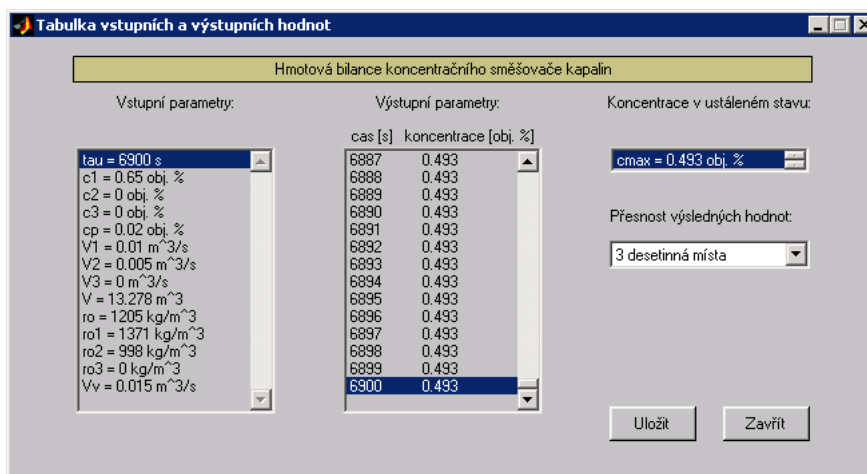 Tabulka vstupních a výstupních hodnot
Hmotová bilance koncentračního směšovače kapalin
Vstupní parametry:
tau = 6900 s
c1 = 0.65 obj. %
c2 = 0 obj. %
c3 = 0 obj. %
cp = 0.02 obj. %
V1 = 0.01 m^3/s
V2 = 0.005 m^3/s
V3 = 0 m^3/s
V = 13.278 m^3
ro = 1205 kg/m^3
ro1 = 1371 kg/m^3
ro2 = 998 kg/m^3
ro3 = 0 kg/m^3
Vv = 0.015 m^3/s
Výstupní parametry:
cas [s] koncentrace [obj. %]
6887 0.493
6888 0.493
6889 0.493
6890 0.493
6891 0.493
6892 0.493
6893 0.493
6894 0.493
6895 0.493
6896 0.493
6897 0.493
6898 0.493
6899 0.493
6900 0.493
Koncentrace v ustáleném stavu:
cmax = 0.493 obj. %
Přesnost výsledných hodnot:
3 desetinná místa
Uložit
Zavřít